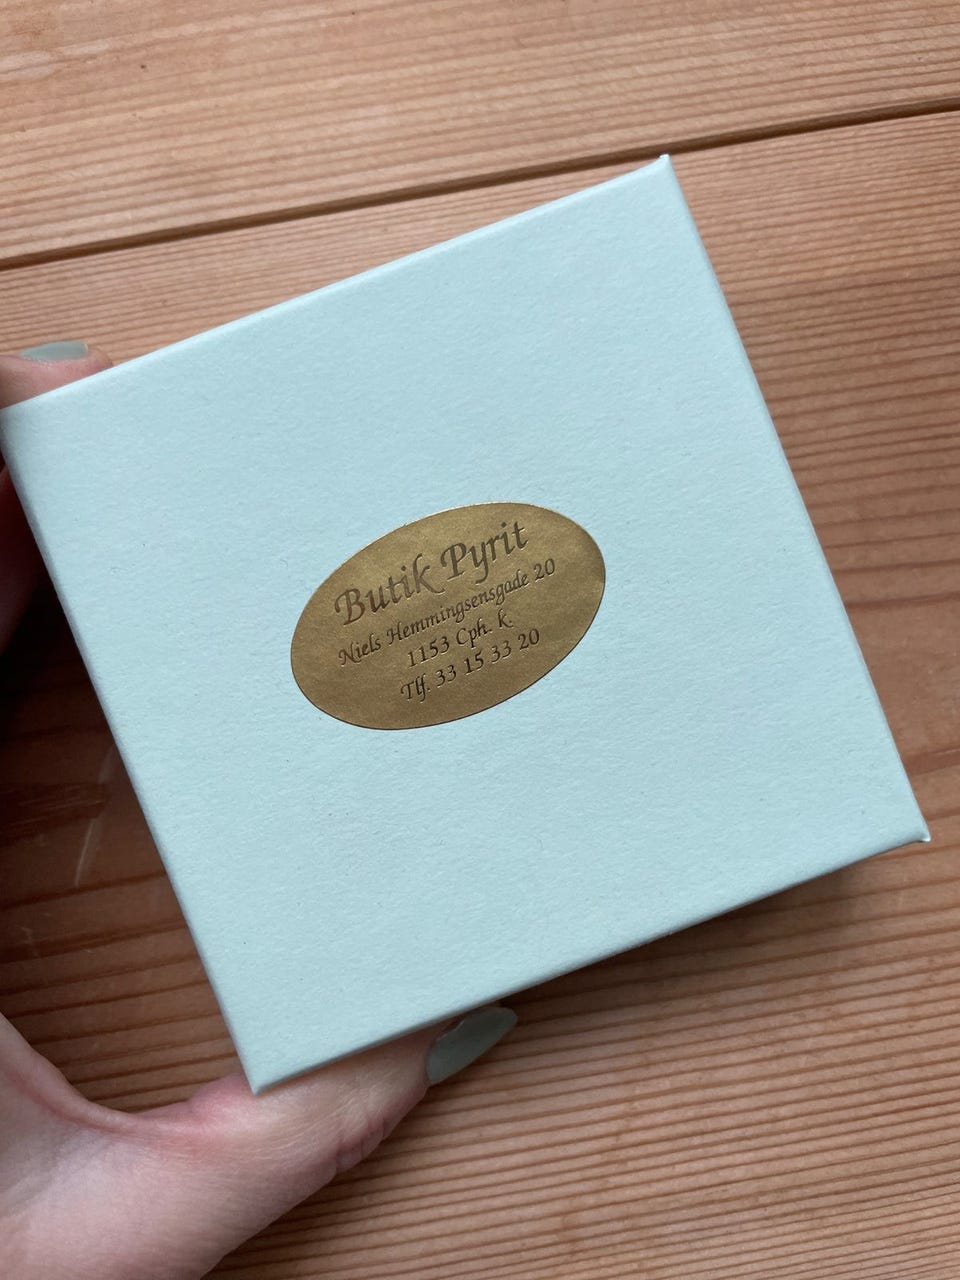 Butik Pyrit
Niels Hemmingsensgade 20
1153 Cph. k.
Tlf. 33 15 33 20